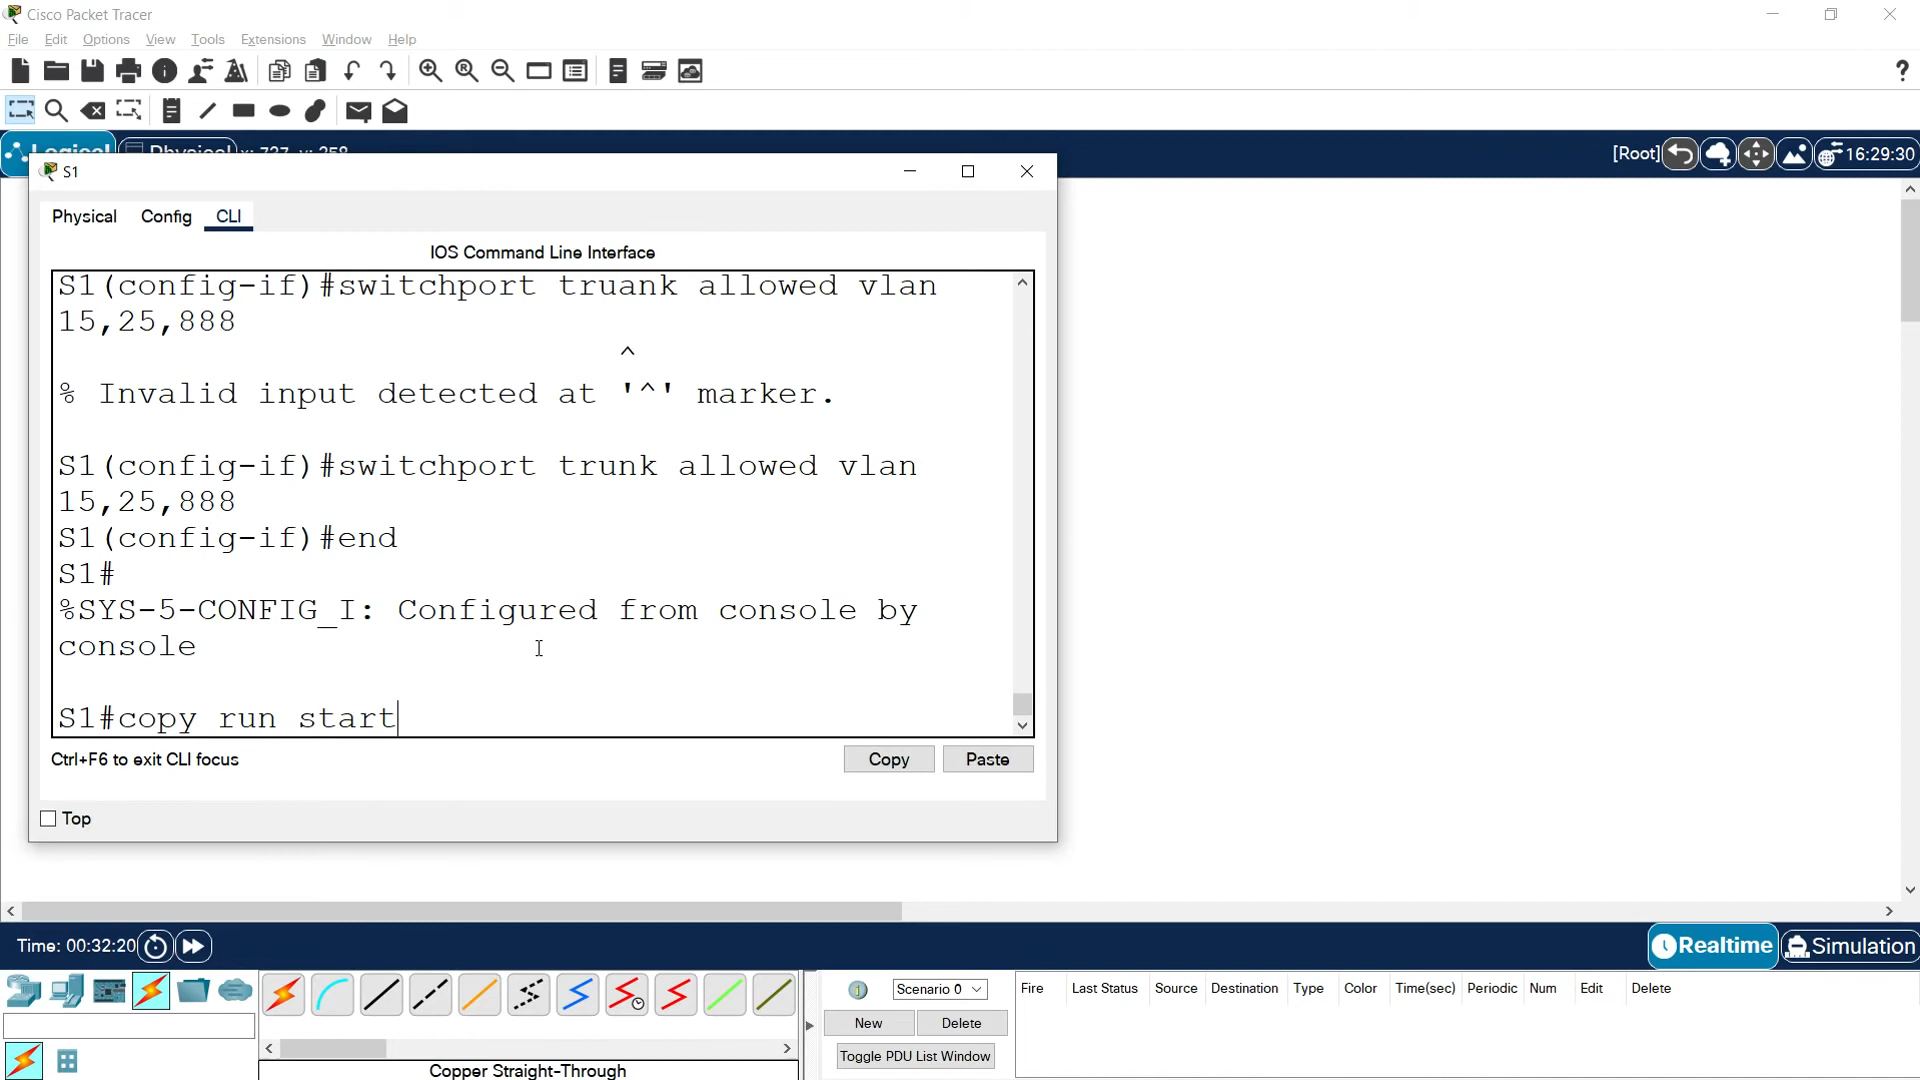 Cisco Packet Tracer
File Edit Options View Tools Extensions Window Help
?
Logical Physical x: 737, y: 258
[Root] 16:29:30
S1
Physical Config CLI
IOS Command Line Interface
S1(config-if)#switchport truank allowed vlan
15,25,888
^
% Invalid input detected at '^' marker.
S1(config-if)#switchport trunk allowed vlan
15,25,888
S1(config-if)#end
S1#
%SYS-5-CONFIG_I: Configured from console by
console
S1#copy run start
Ctrl+F6 to exit CLI focus
Copy Paste
Top
Time: 00:32:20
Realtime Simulation
Scenario 0
Fire Last Status Source Destination Type Color Time(sec) Periodic Num Edit Delete
New Delete
Toggle PDU List Window
Copper Straight-Through